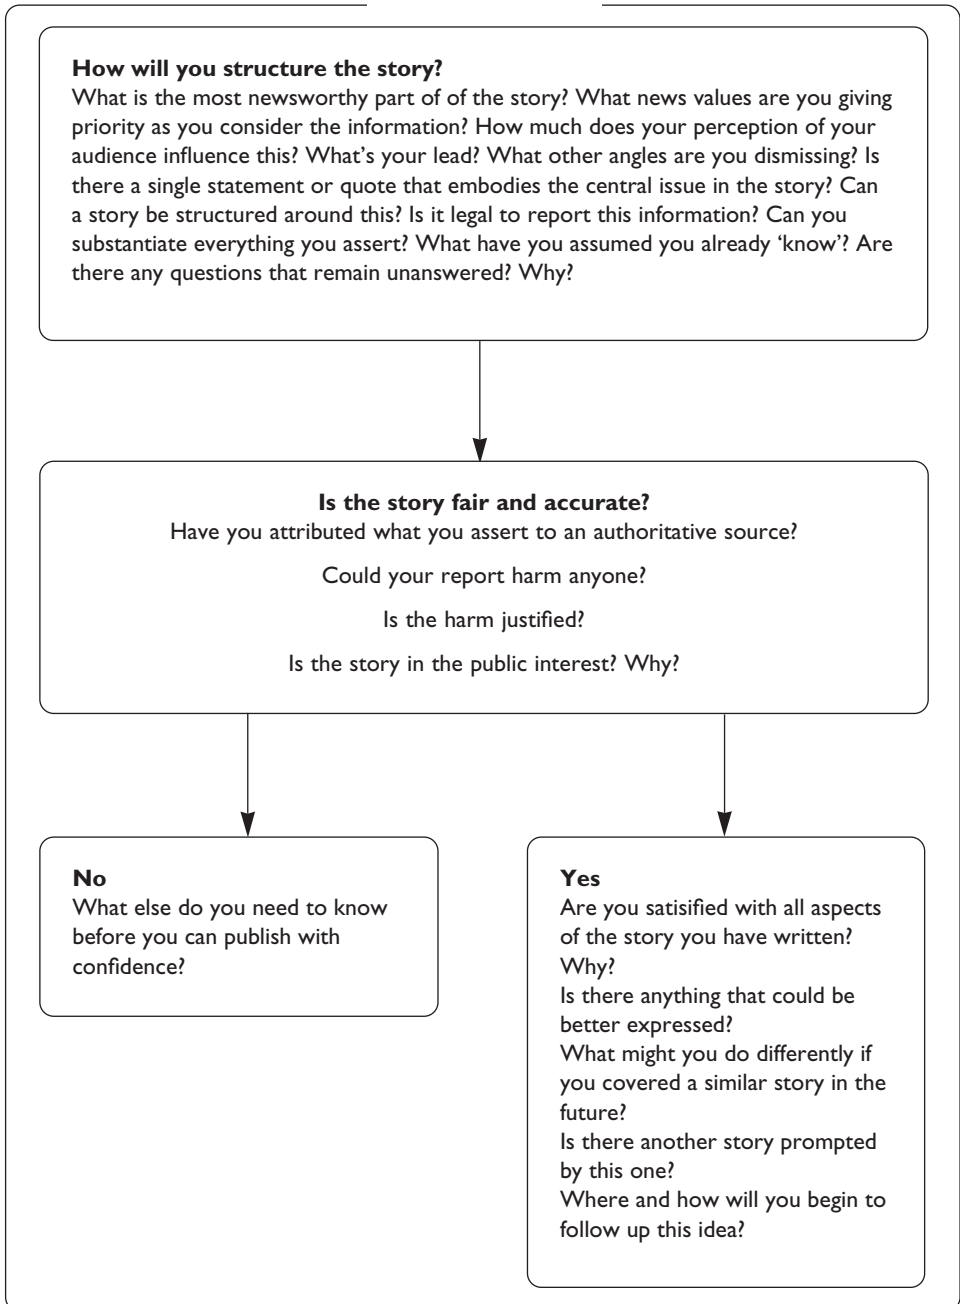 How will you structure the story?
What is the most newsworthy part of of the story? What news values are you giving
priority as you consider the information? How much does your perception of your
audience influence this? What’s your lead? What other angles are you dismissing? Is
there a single statement or quote that embodies the central issue in the story? Can
a story be structured around this? Is it legal to report this information? Can you
substantiate everything you assert? What have you assumed you already ‘know’? Are
there any questions that remain unanswered? Why?
Is the story fair and accurate?
Have you attributed what you assert to an authoritative source?
Could your report harm anyone?
Is the harm justified?
Is the story in the public interest? Why?
No
What else do you need to know
before you can publish with
confidence?
Yes
Are you satisified with all aspects
of the story you have written?
Why?
Is there anything that could be
better expressed?
What might you do differently if
you covered a similar story in the
future?
Is there another story prompted
by this one?
Where and how will you begin to
follow up this idea?